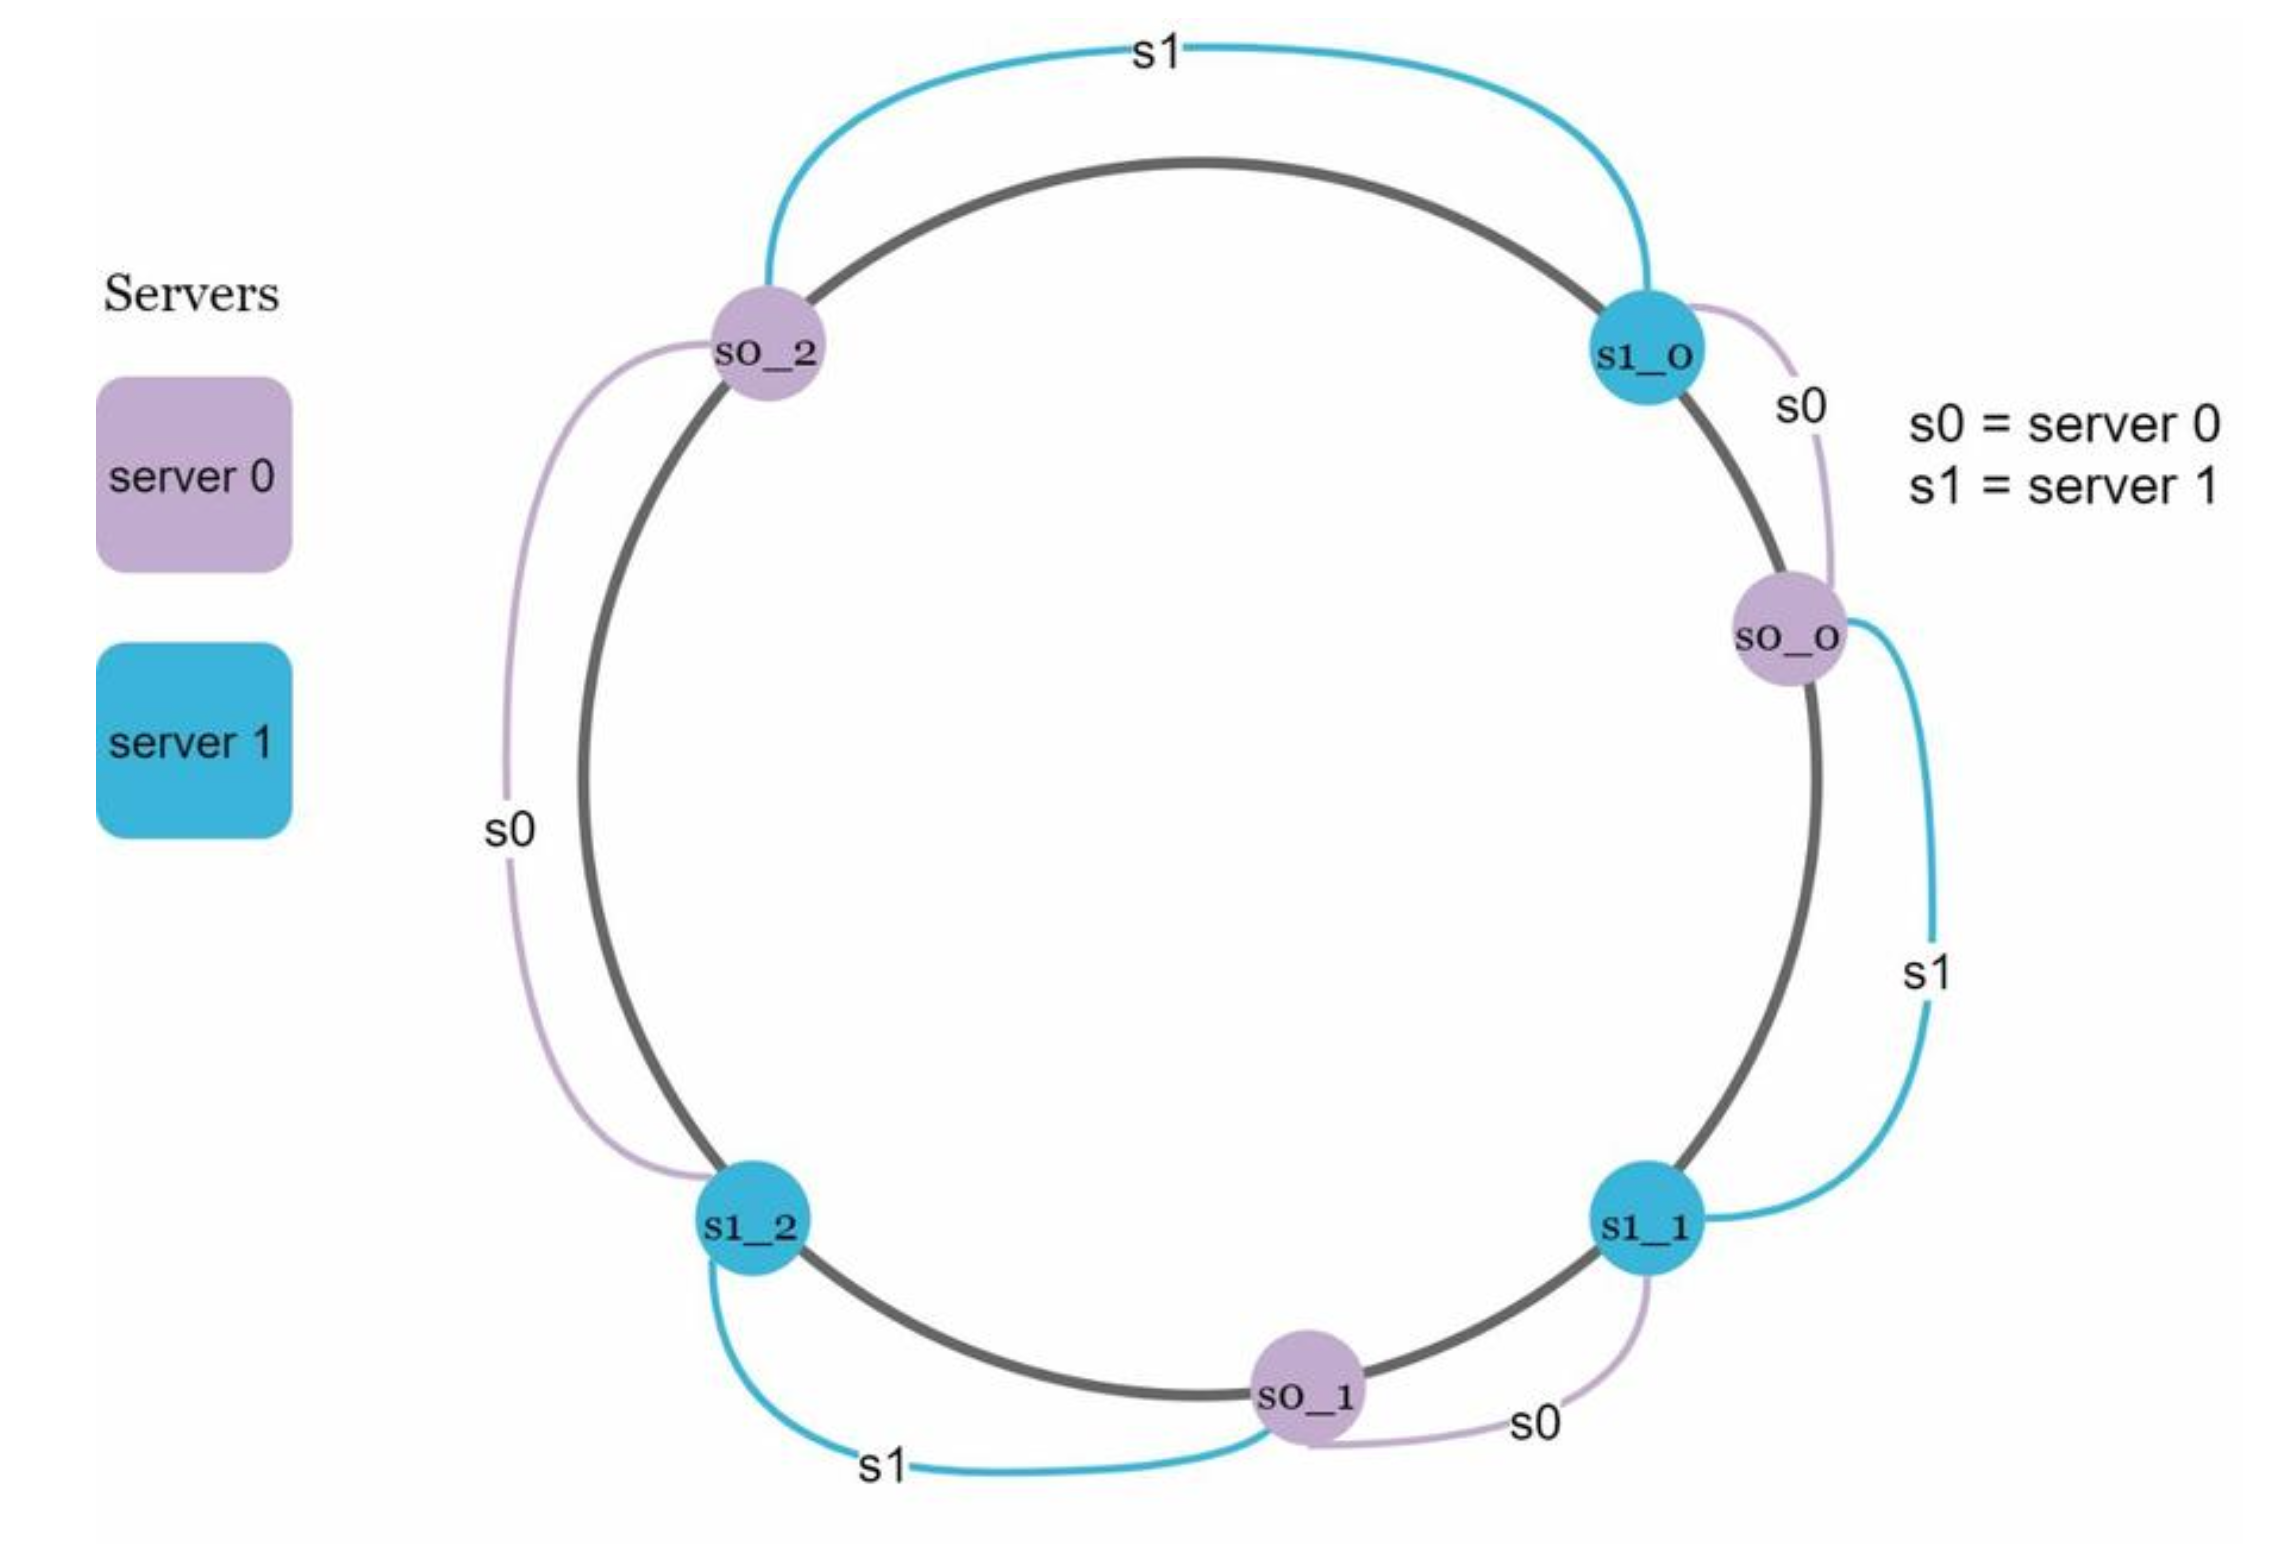 s1
Servers
s0_2
s1_0
s0
s0 = server 0
server 0
s1 = server 1
s0_0
server 1
s0
s1
s1_2
s1_1
s0_1
s0
s1